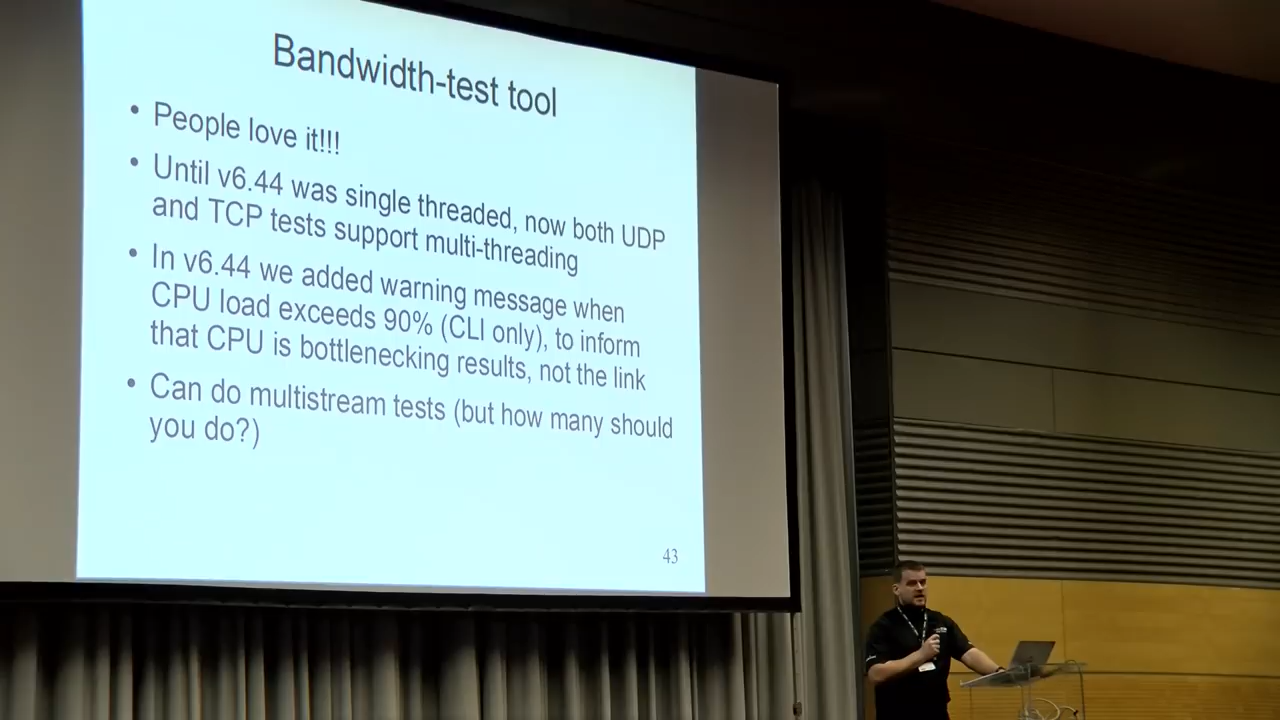 Bandwidth-test tool
• People love it!!!
• Until v6.44 was single threaded, now both UDP
and TCP tests support multi-threading
• In v6.44 we added warning message when
CPU load exceeds 90% (CLI only), to inform
that CPU is bottlenecking results, not the link
• Can do multistream tests (but how many should
you do?)
43